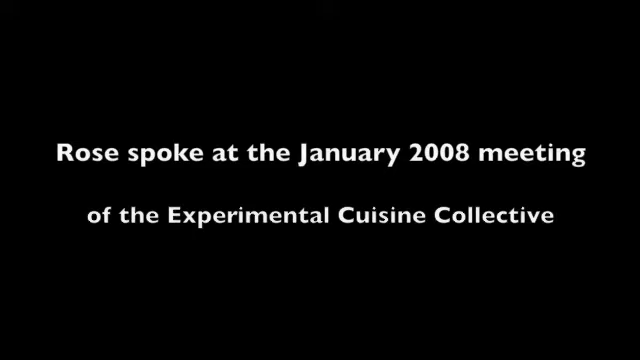 Rose spoke at the January 2008 meeting
of the Experimental Cuisine Collective